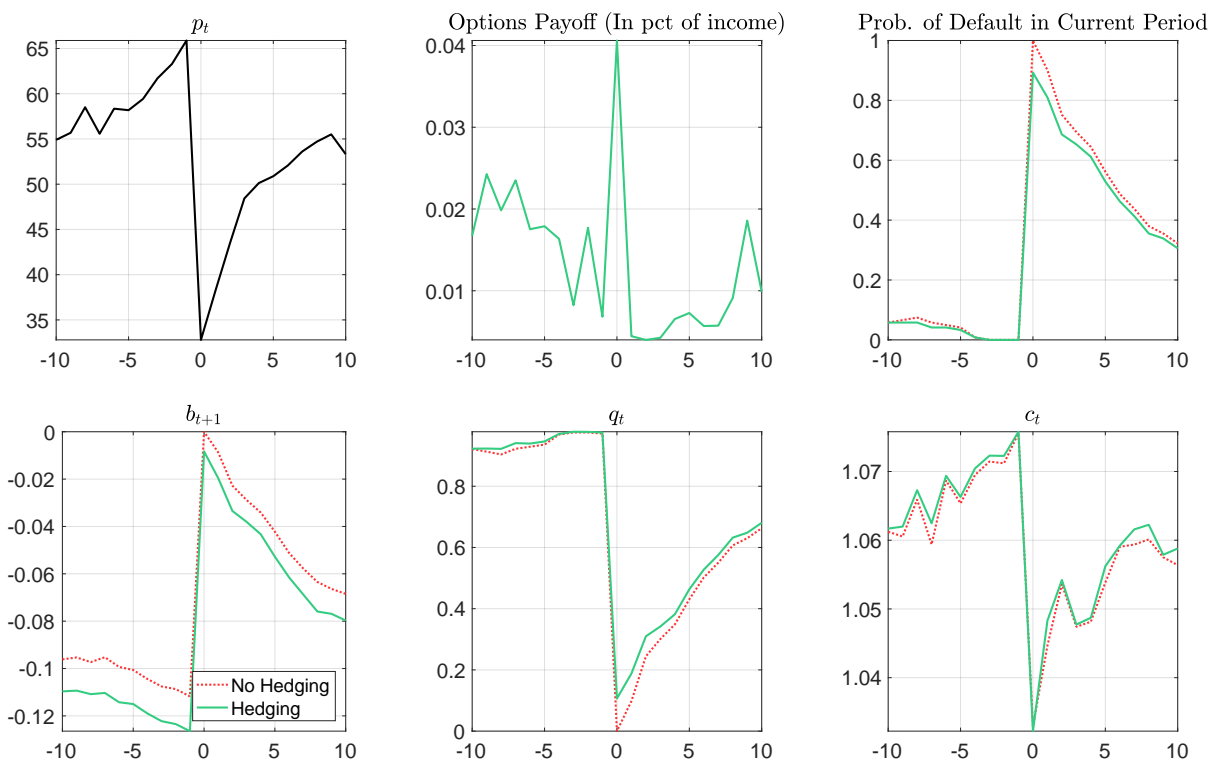 p_t
65
60
55
50
45
40
35
-10 -5 0 5 10
Options Payoff (In pct of income)
0.04
0.03
0.02
0.01
-10 -5 0 5 10
Prob. of Default in Current Period
1
0.8
0.6
0.4
0.2
0
-10 -5 0 5 10
b_{t+1}
0
-0.02
-0.04
-0.06
-0.08
-0.1
-0.12
No Hedging
Hedging
-10 -5 0 5 10
q_t
0.8
0.6
0.4
0.2
0
-10 -5 0 5 10
c_t
1.07
1.06
1.05
1.04
-10 -5 0 5 10